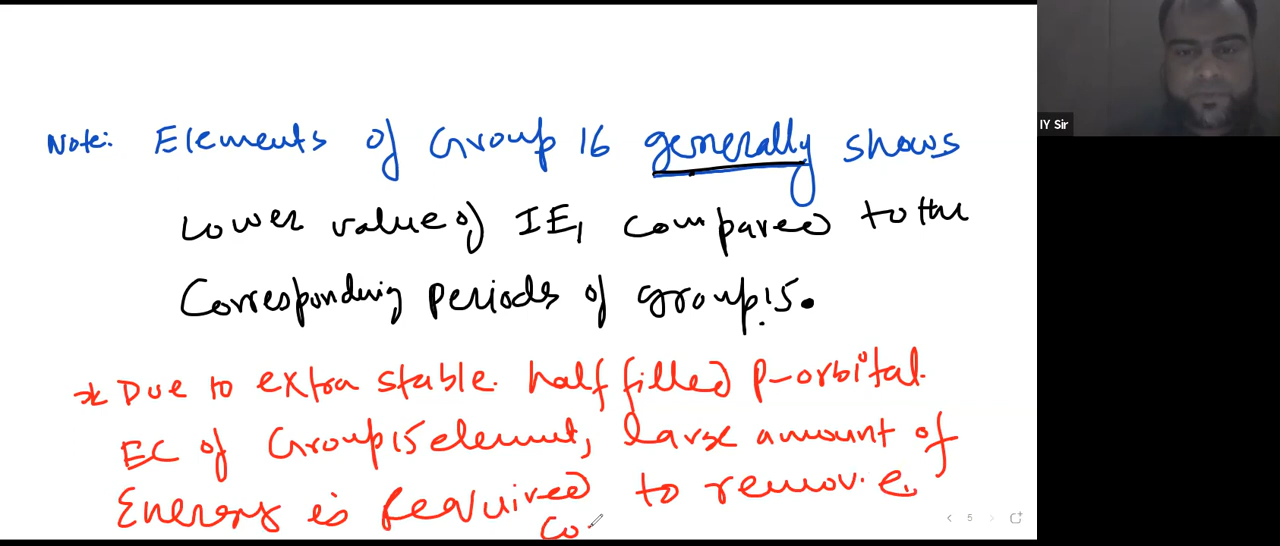 Note: Elements of Group 16 generally shows
Lower value of IE1 compared to the
Corresponding periods of group 15.
* Due to extra stable half filled p-orbital
EC of Group 15 element, large amount of
Energy is required to remove
Co
IY Sir
5